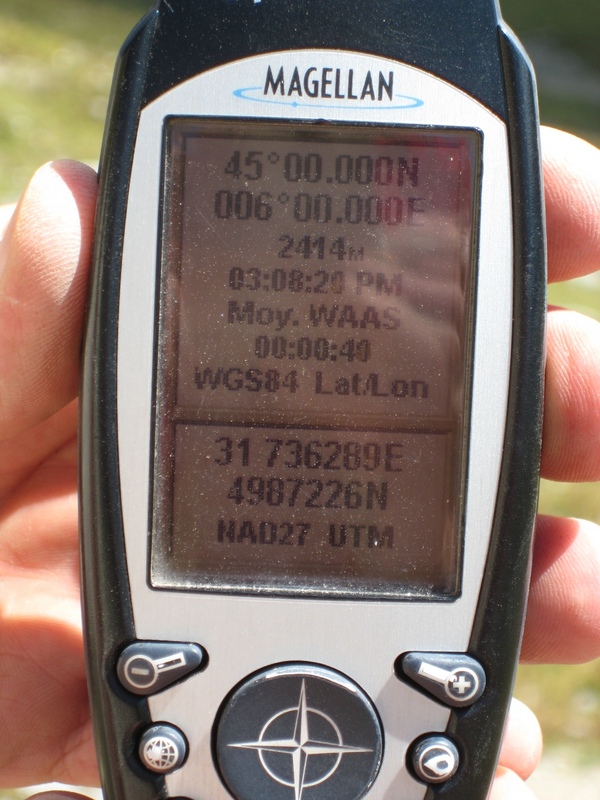 MAGELLAN
45°00.000N
006°00.000E
2414M
03:08:20 PM
Moy. WAAS
00:00:40
WGS84 Lat/Lon
31 736289E
4987226N
NAD27 UTM